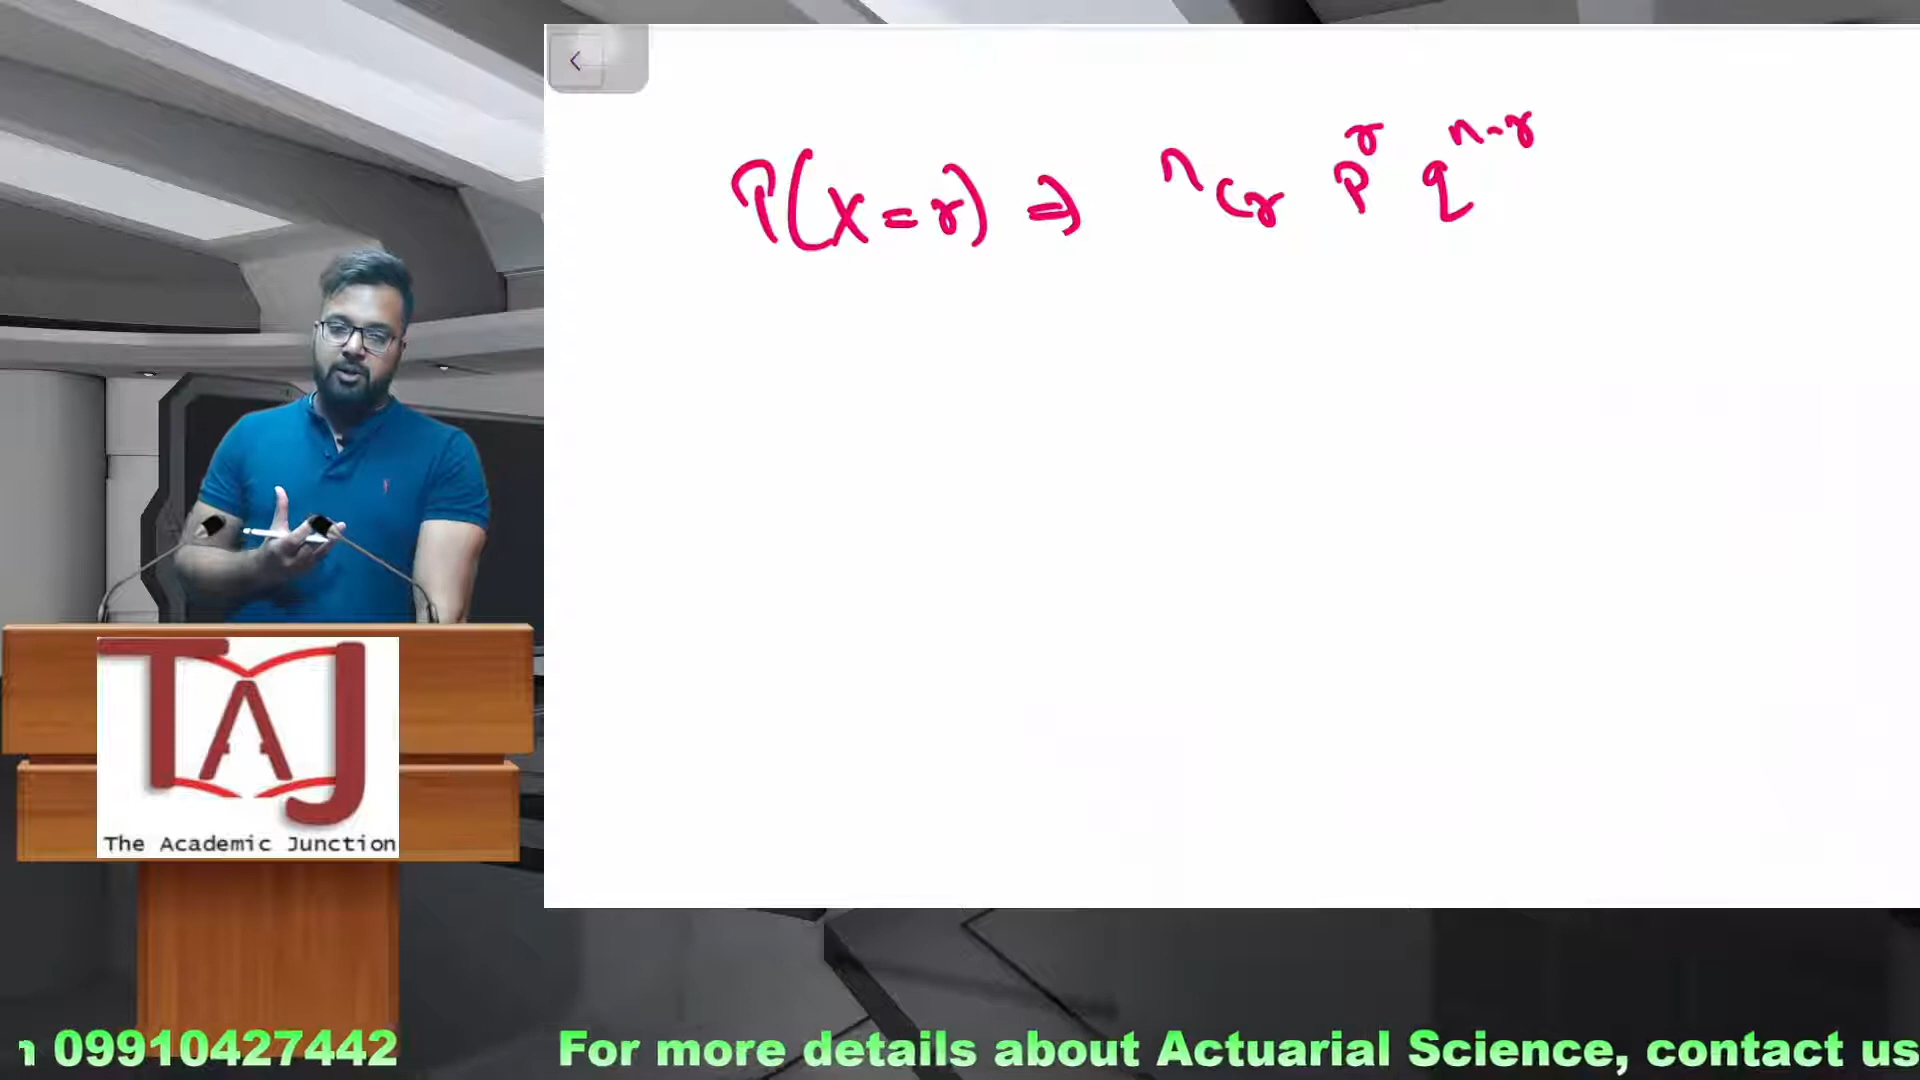 P(X=r) ⇒ ⁿCr pʳ qⁿ⁻ʳ
TAJ
The Academic Junction
09910427442 For more details about Actuarial Science, contact us